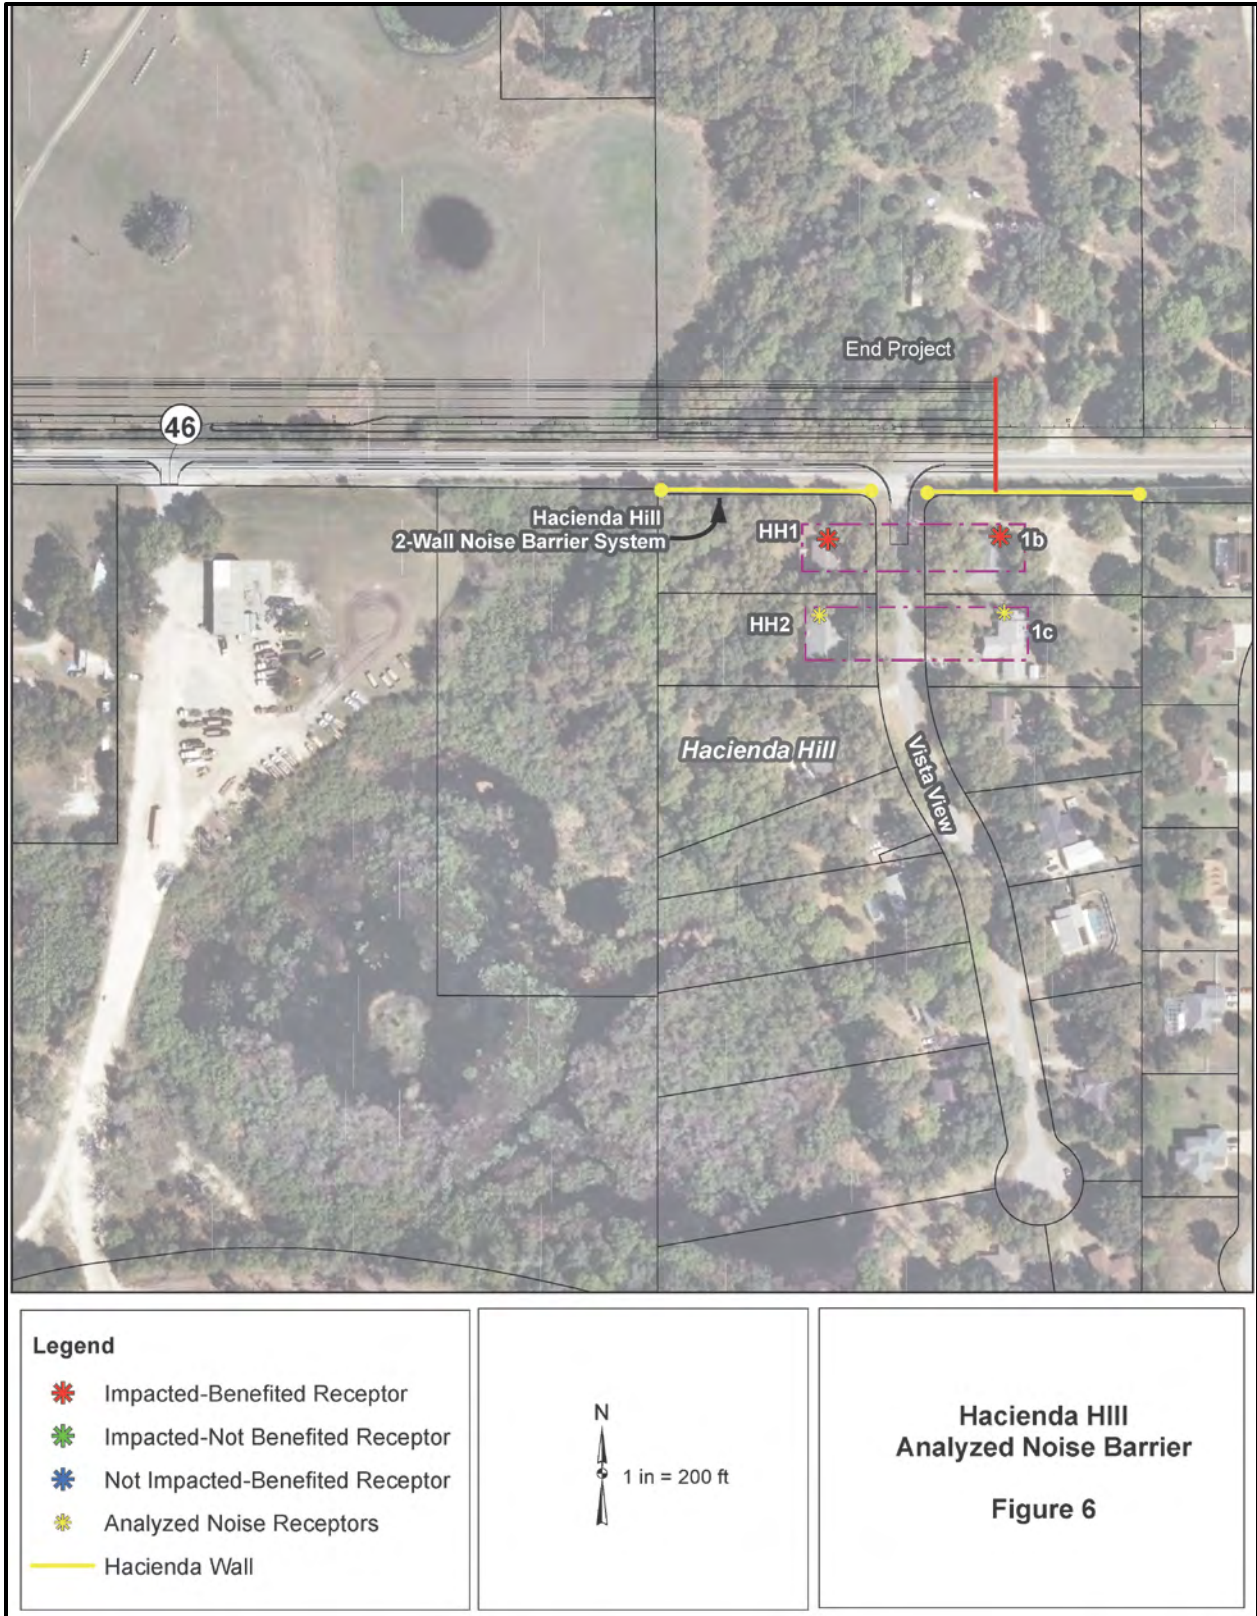 End Project
46
Hacienda Hill
2-Wall Noise Barrier System
HH1
1b
HH2
1c
Hacienda Hill
Vista View
Legend
Impacted-Benefited Receptor
Impacted-Not Benefited Receptor
Not Impacted-Benefited Receptor
Analyzed Noise Receptors
Hacienda Wall
N
1 in = 200 ft
Hacienda HIll
Analyzed Noise Barrier
Figure 6